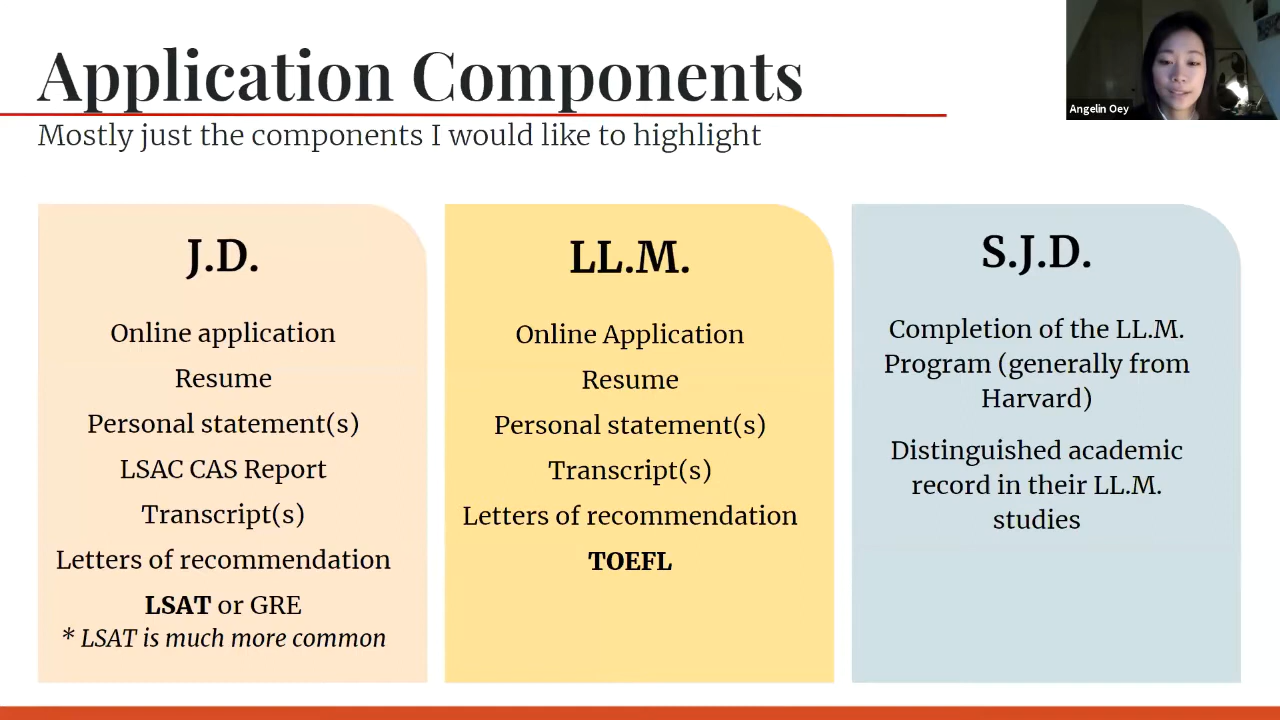 Application Components
Mostly just the components I would like to highlight
Angelin Oey
J.D.
Online application
Resume
Personal statement(s)
LSAC CAS Report
Transcript(s)
Letters of recommendation
LSAT or GRE
* LSAT is much more common
LL.M.
Online Application
Resume
Personal statement(s)
Transcript(s)
Letters of recommendation
TOEFL
S.J.D.
Completion of the LL.M.
Program (generally from
Harvard)
Distinguished academic
record in their LL.M.
studies